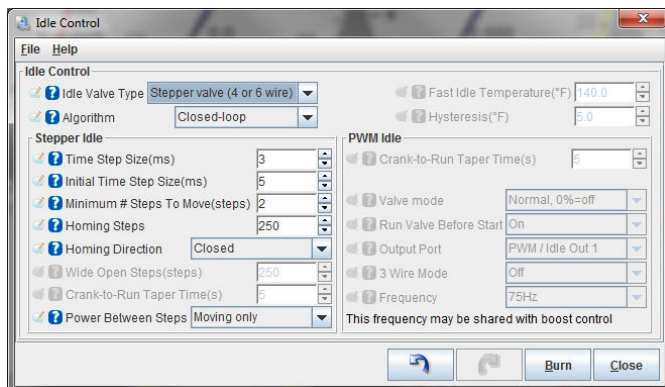 Idle Control
File Help
Idle Control
Idle Valve Type Stepper valve (4 or 6 wire)
Algorithm Closed-loop
Fast Idle Temperature(°F) 140.0
Hysteresis(°F) 5.0
Stepper Idle
Time Step Size(ms) 3
Initial Time Step Size(ms) 5
Minimum # Steps To Move(steps) 2
Homing Steps 250
Homing Direction Closed
Wide Open Steps(steps) 250
Crank-to-Run Taper Time(s) 5
Power Between Steps Moving only
PWM Idle
Crank-to-Run Taper Time(s) 5
Valve mode Normal, 0%=off
Run Valve Before Start On
Output Port PWM / Idle Out 1
3 Wire Mode Off
Frequency 75Hz
This frequency may be shared with boost control
Burn Close